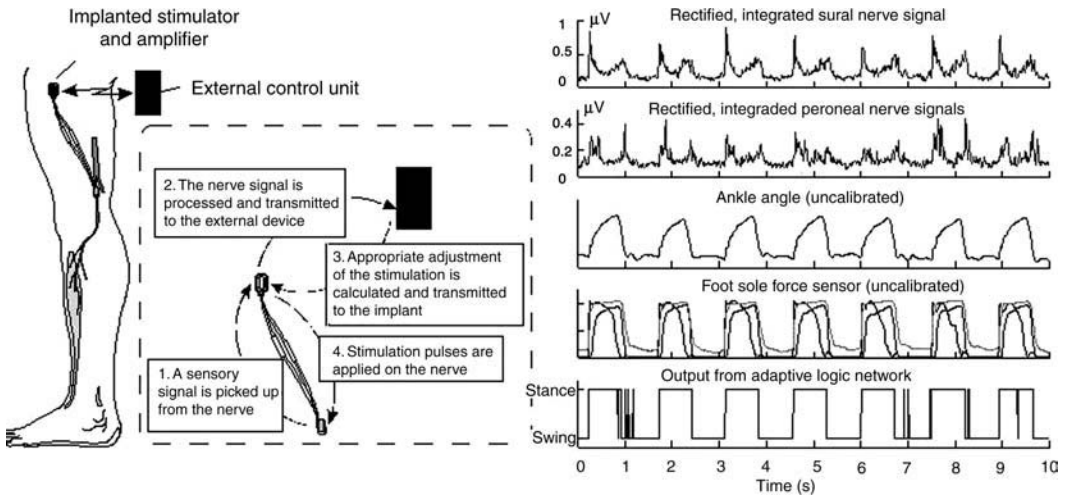 Implanted stimulator
and amplifier
External control unit
2. The nerve signal is
processed and transmitted
to the external device
3. Appropriate adjustment
of the stimulation is
calculated and transmitted
to the implant
4. Stimulation pulses are
applied on the nerve
1. A sensory
signal is picked up
from the nerve
µV
Rectified, integrated sural nerve signal
1
0.5
1
0
µV
Rectified, integraded peroneal nerve signals
0.4
0.2
0
Ankle angle (uncalibrated)
Foot sole force sensor (uncalibrated)
Output from adaptive logic network
Stance
Swing
0 1 2 3 4 5 6 7 8 9 10
Time (s)